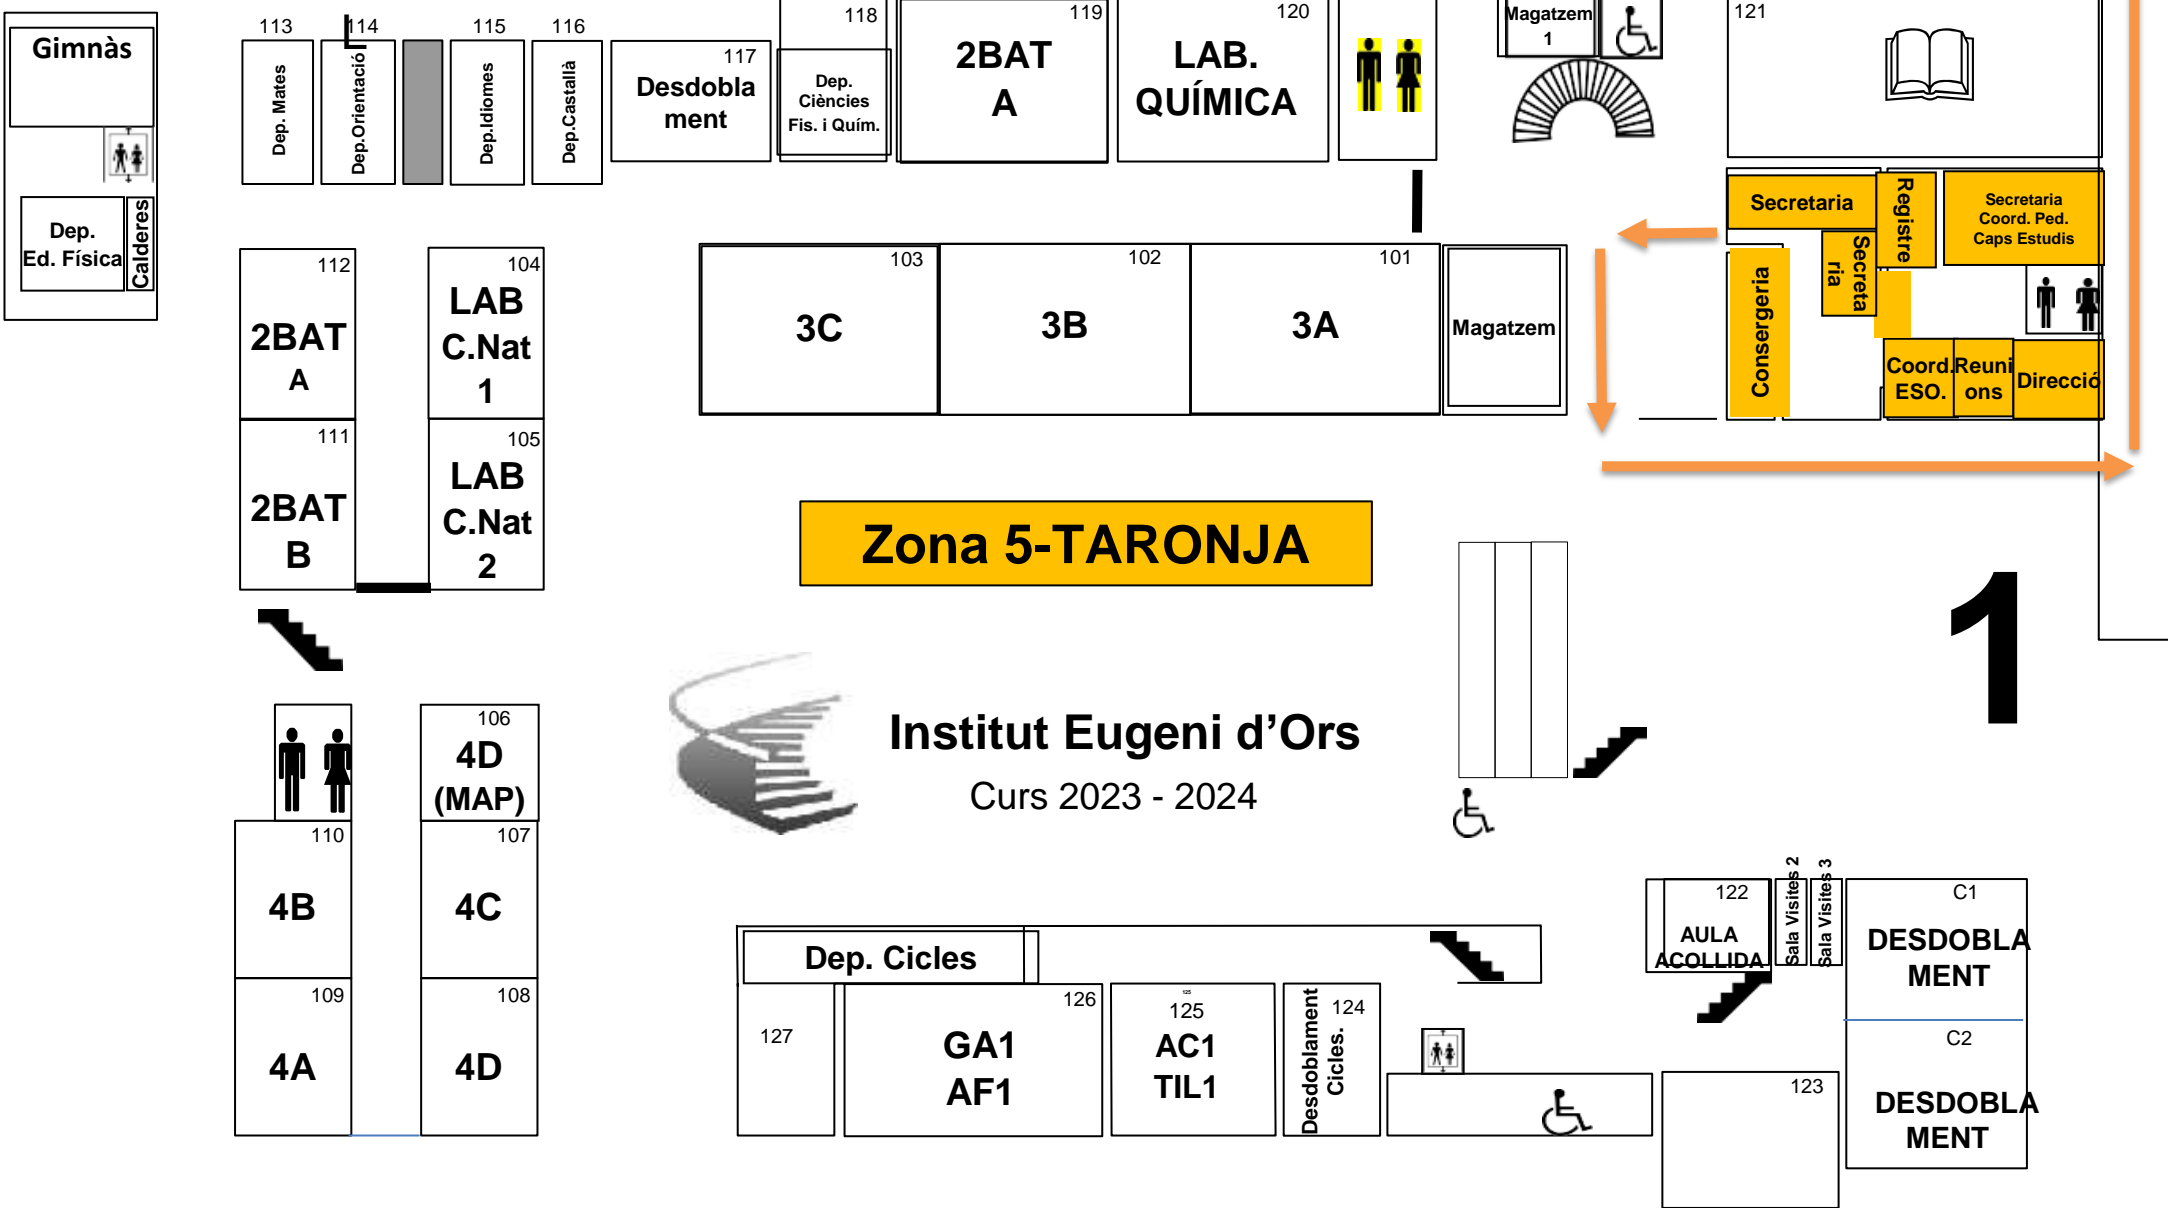 Gimnàs
Dep.
Ed. Física
Calderes
113
Dep. Mates
114
Dep.Orientació
115
Dep.Idiomes
116
Dep.Castallà
117
Desdobla
ment
118
Dep.
Ciències
Fis. i Quím.
119
2BAT
A
120
LAB.
QUÍMICA
Magatzem
1
121
Secretaria
Registre
Secretaria
Coord. Ped.
Caps Estudis
Secreta
ria
Consergeria
Coord.
ESO.
Reuni
ons
Direcció
112
2BAT
A
104
LAB
C.Nat
1
103
3C
102
3B
101
3A
Magatzem
111
2BAT
B
105
LAB
C.Nat
2
Zona 5-TARONJA
1
Institut Eugeni d’Ors
Curs 2023 - 2024
106
4D
(MAP)
110
4B
107
4C
109
4A
108
4D
Dep. Cicles
127
126
GA1
AF1
125
125
AC1
TIL1
124
Desdoblament
Cicles.
122
AULA
ACOLLIDA
Sala Visites 2
Sala Visites 3
C1
DESDOBLA
MENT
C2
DESDOBLA
MENT
123